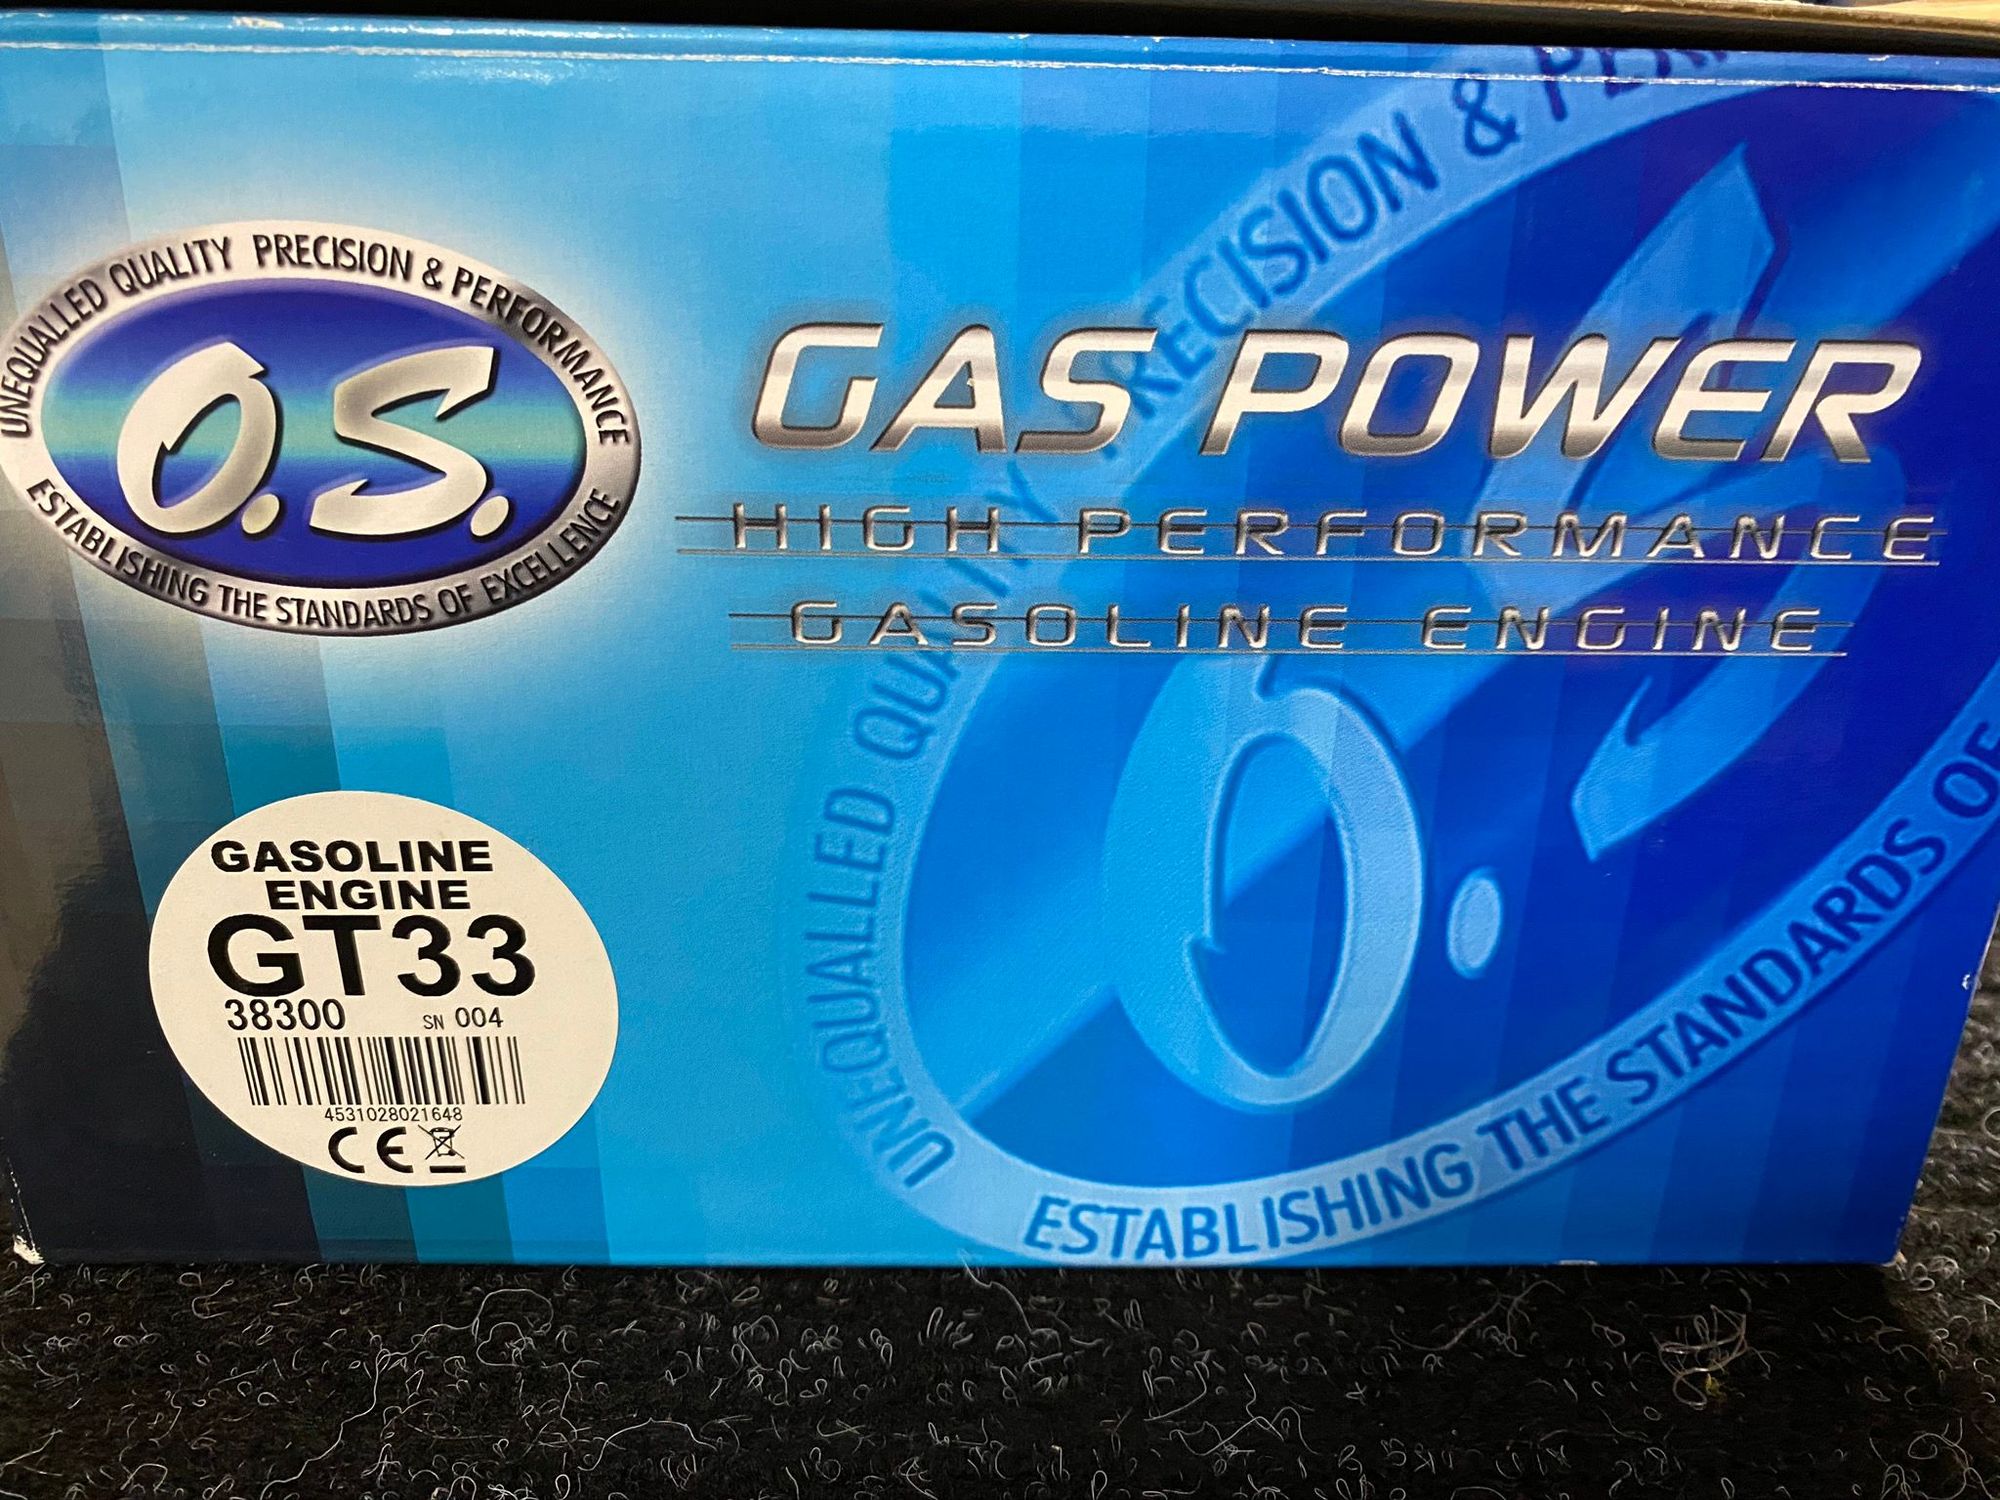 UNEQUALLED QUALITY PRECISION & PERFORMANCE
O.S.
ESTABLISHING THE STANDARDS OF EXCELLENCE
GAS POWER
HIGH PERFORMANCE
GASOLINE ENGINE
UNEQUALLED QUALITY PRECISION &
O.S.
ESTABLISHING THE STANDARDS OF
GASOLINE
ENGINE
GT33
38300 SN 004
4531028021648
CE